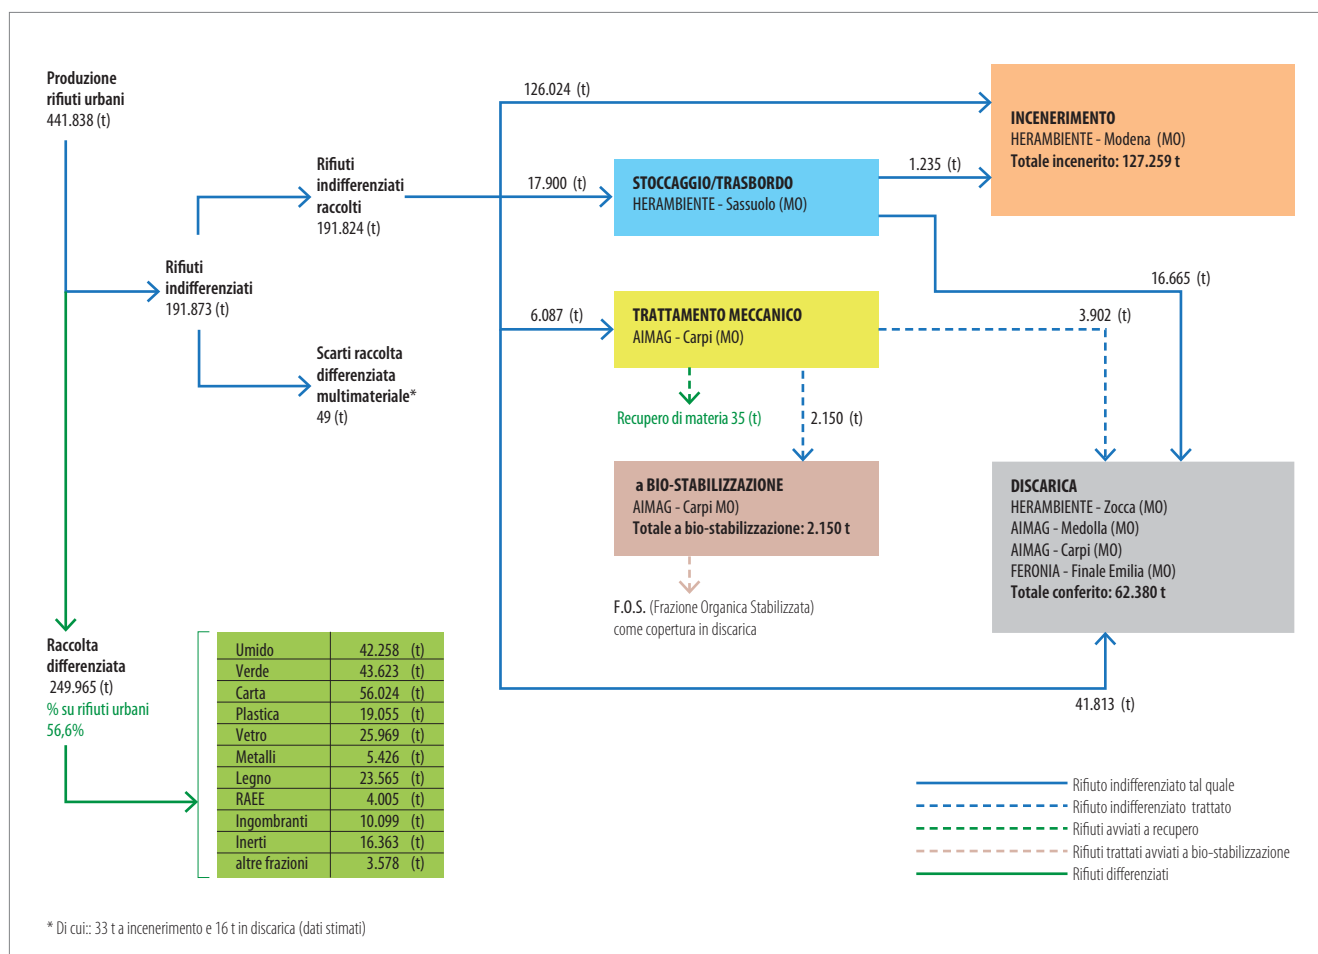 Produzione
rifiuti urbani
441.838 (t)
126.024 (t)
INCENERIMENTO
HERAMBIENTE - Modena (MO)
Totale incenerito: 127.259 t
Rifiuti
indifferenziati
raccolti
191.824 (t)
17.900 (t)
STOCCAGGIO/TRASBORDO
HERAMBIENTE - Sassuolo (MO)
1.235 (t)
16.665 (t)
Rifiuti
indifferenziati
191.873 (t)
6.087 (t)
TRATTAMENTO MECCANICO
AIMAG - Carpi (MO)
3.902 (t)
Scarti raccolta
differenziata
multimateriale*
49 (t)
Recupero di materia 35 (t)
2.150 (t)
a BIO-STABILIZZAZIONE
AIMAG - Carpi MO)
Totale a bio-stabilizzazione: 2.150 t
DISCARICA
HERAMBIENTE - Zocca (MO)
AIMAG - Medolla (MO)
AIMAG - Carpi (MO)
FERONIA - Finale Emilia (MO)
Totale conferito: 62.380 t
F.O.S. (Frazione Organica Stabilizzata)
come copertura in discarica
41.813 (t)
Raccolta
differenziata
249.965 (t)
% su rifiuti urbani
56,6%
Umido 42.258 (t)
Verde 43.623 (t)
Carta 56.024 (t)
Plastica 19.055 (t)
Vetro 25.969 (t)
Metalli 5.426 (t)
Legno 23.565 (t)
RAEE 4.005 (t)
Ingombranti 10.099 (t)
Inerti 16.363 (t)
altre frazioni 3.578 (t)
Rifiuto indifferenziato tal quale
Rifiuto indifferenziato trattato
Rifiuti avviati a recupero
Rifiuti trattati avviati a bio-stabilizzazione
Rifiuti differenziati
* Di cui:: 33 t a incenerimento e 16 t in discarica (dati stimati)